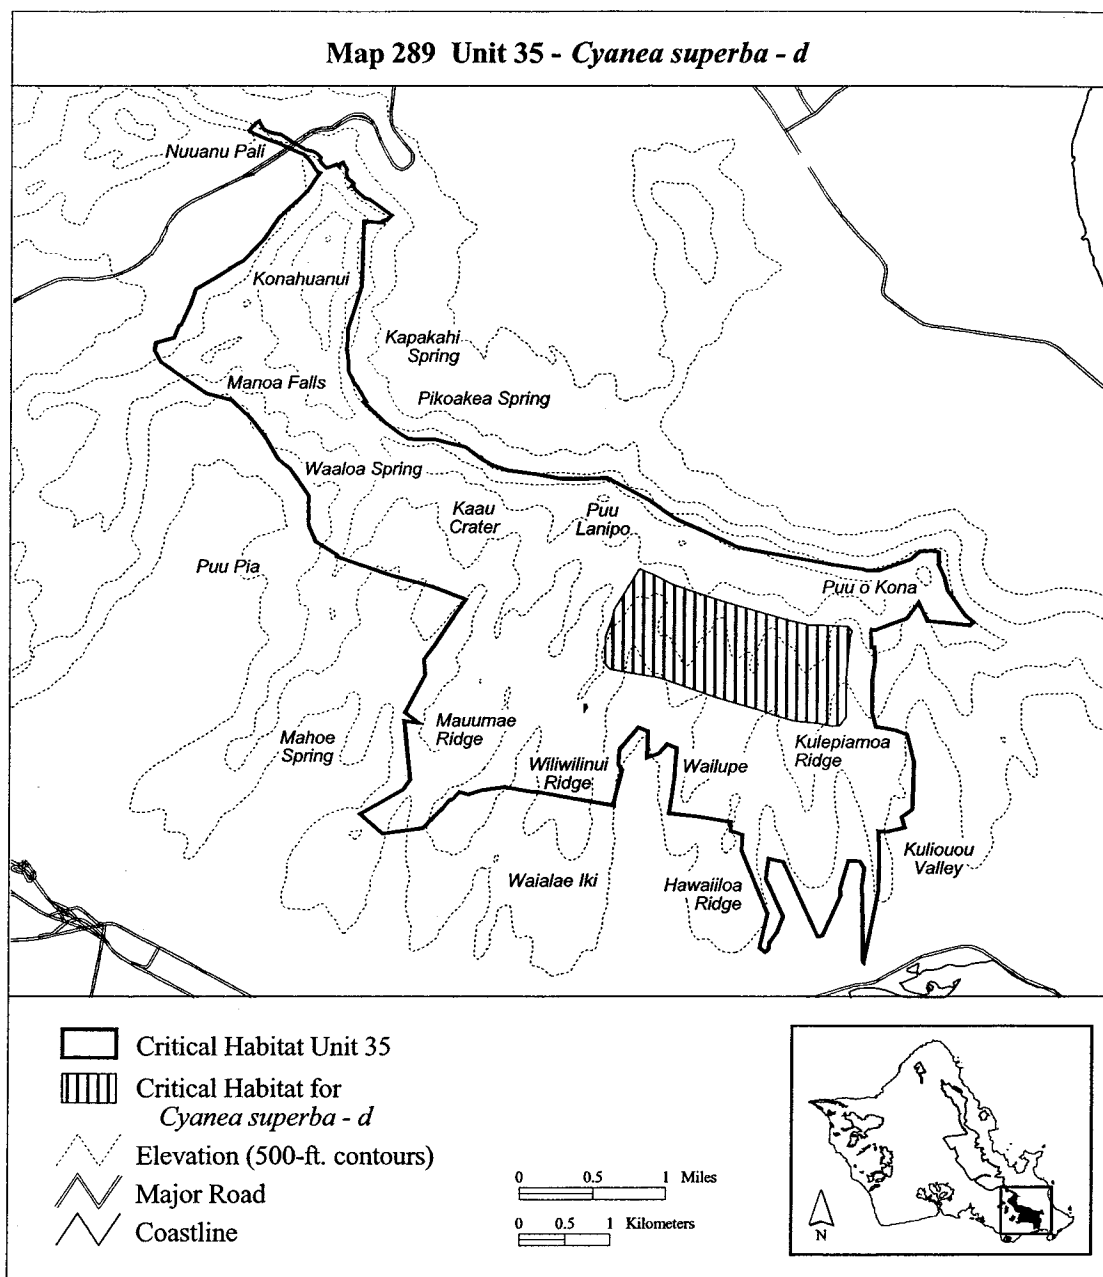 Map 289 Unit 35 - Cyanea superba - d
Nuuanu Pali
Konahuanui
Kapakahi
Spring
Manoa Falls
Pikoakea Spring
Waaloa Spring
Kaau
Crater
Puu
Lanipo
Puu Pia
Puu o Kona
Mahoe
Spring
Mauumae
Ridge
Wiliwilinui
Ridge
Wailupe
Kulepiamoa
Ridge
Waialae Iki
Hawaiiloa
Ridge
Kuliouou
Valley
Critical Habitat Unit 35
Critical Habitat for
Cyanea superba - d
Elevation (500-ft. contours)
Major Road
Coastline
0 0.5 1 Miles
0 0.5 1 Kilometers
N